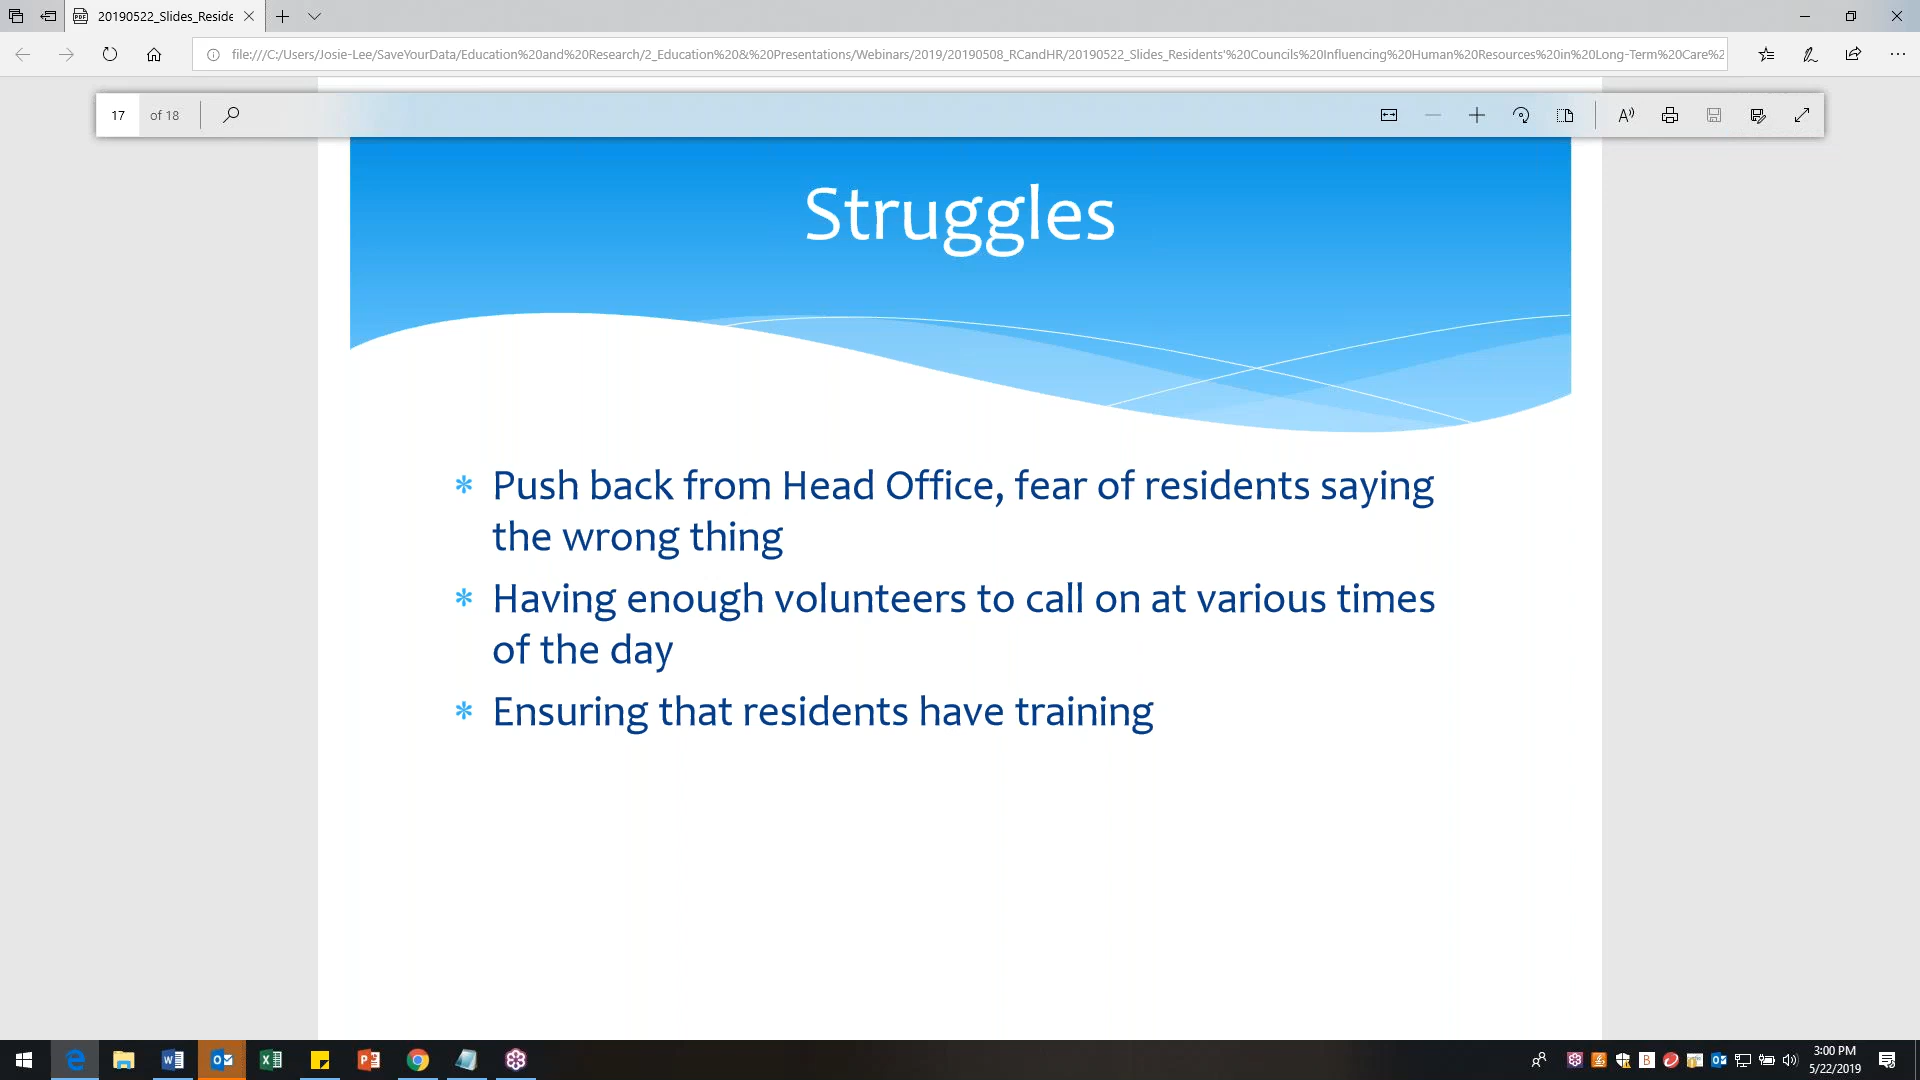 20190522_Slides_Reside
file:///C:/Users/Josie-Lee/SaveYourData/Education%20and%20Research/2_Education%20&%20Presentations/Webinars/2019/20190508_RCandHR/20190522_Slides_Residents'%20Councils%20Influencing%20Human%20Resources%20in%20Long-Term%20Care%2
17 of 18
Struggles
* Push back from Head Office, fear of residents saying
the wrong thing
* Having enough volunteers to call on at various times
of the day
* Ensuring that residents have training
3:00 PM
5/22/2019